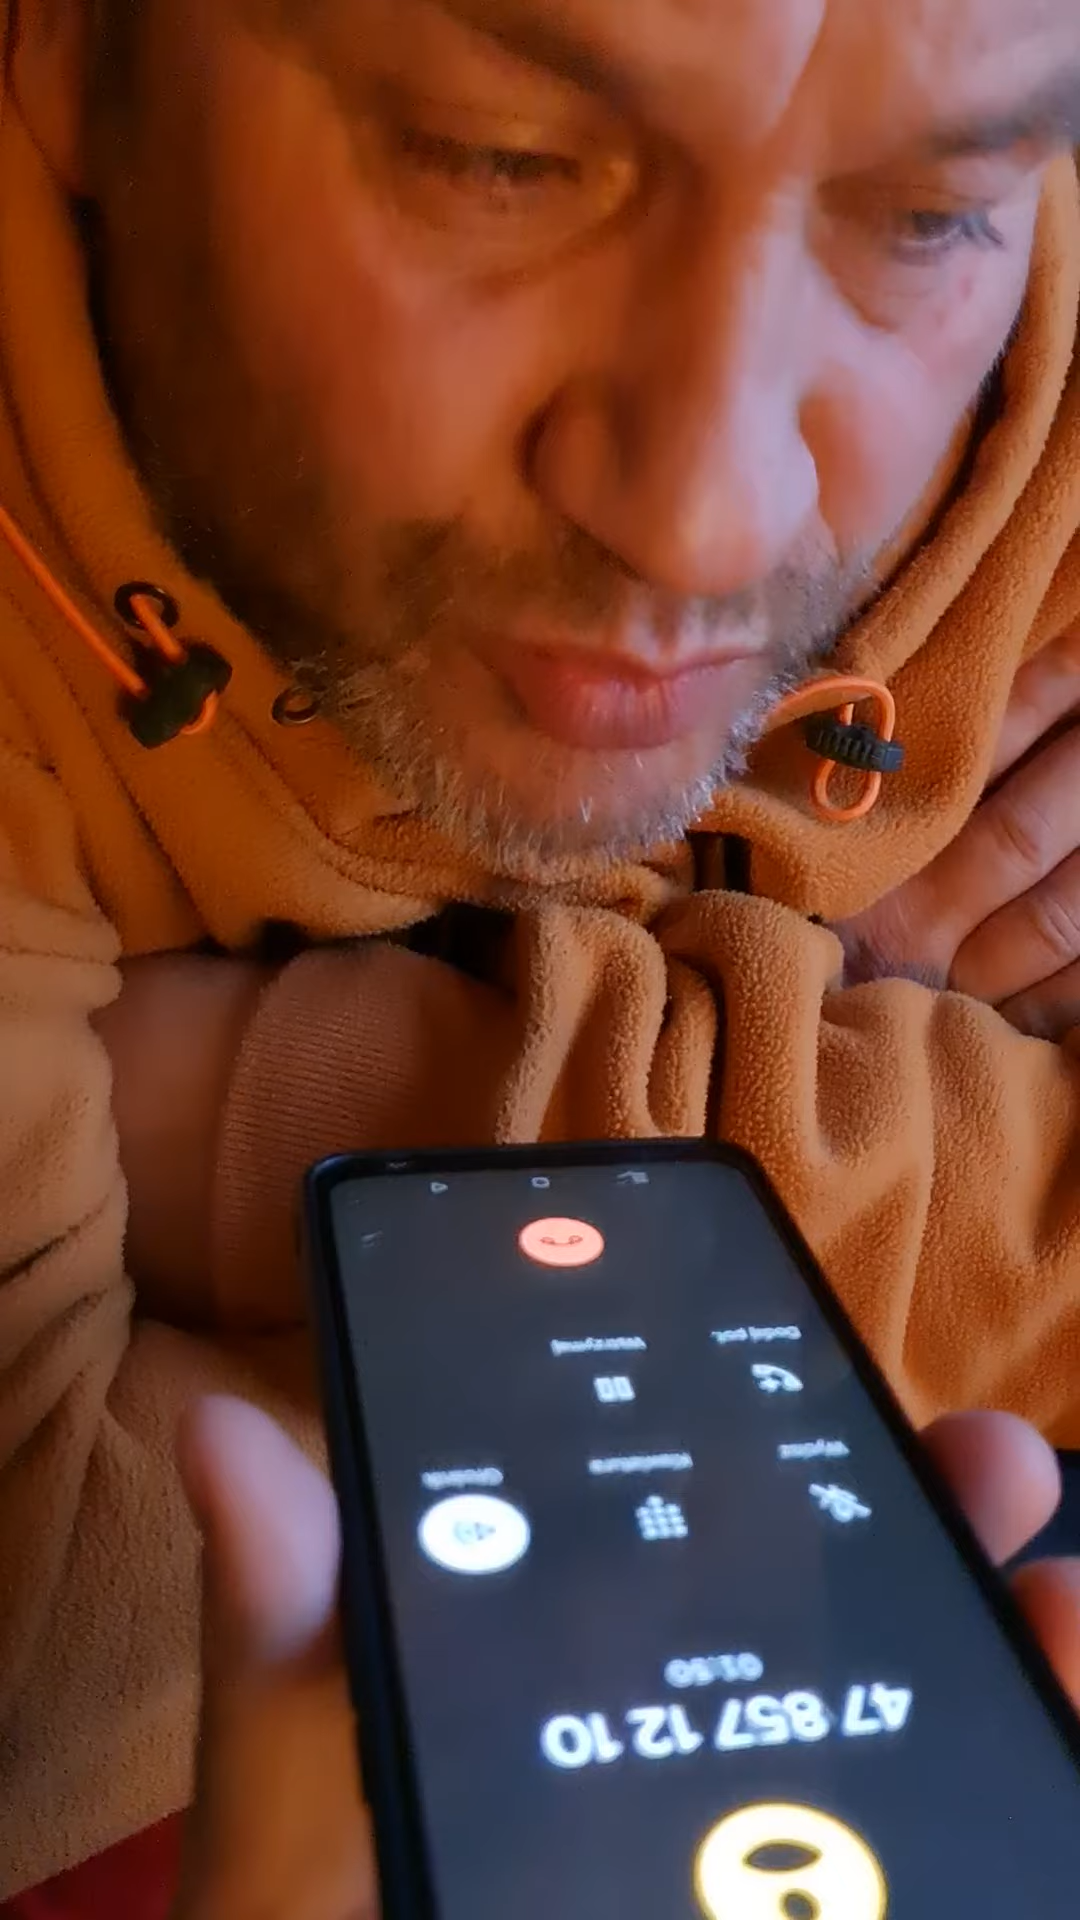 47 857 12 10
01:50
Wycisz
Klawiatura
Głośnik
Dodaj poł.
Wstrzymaj